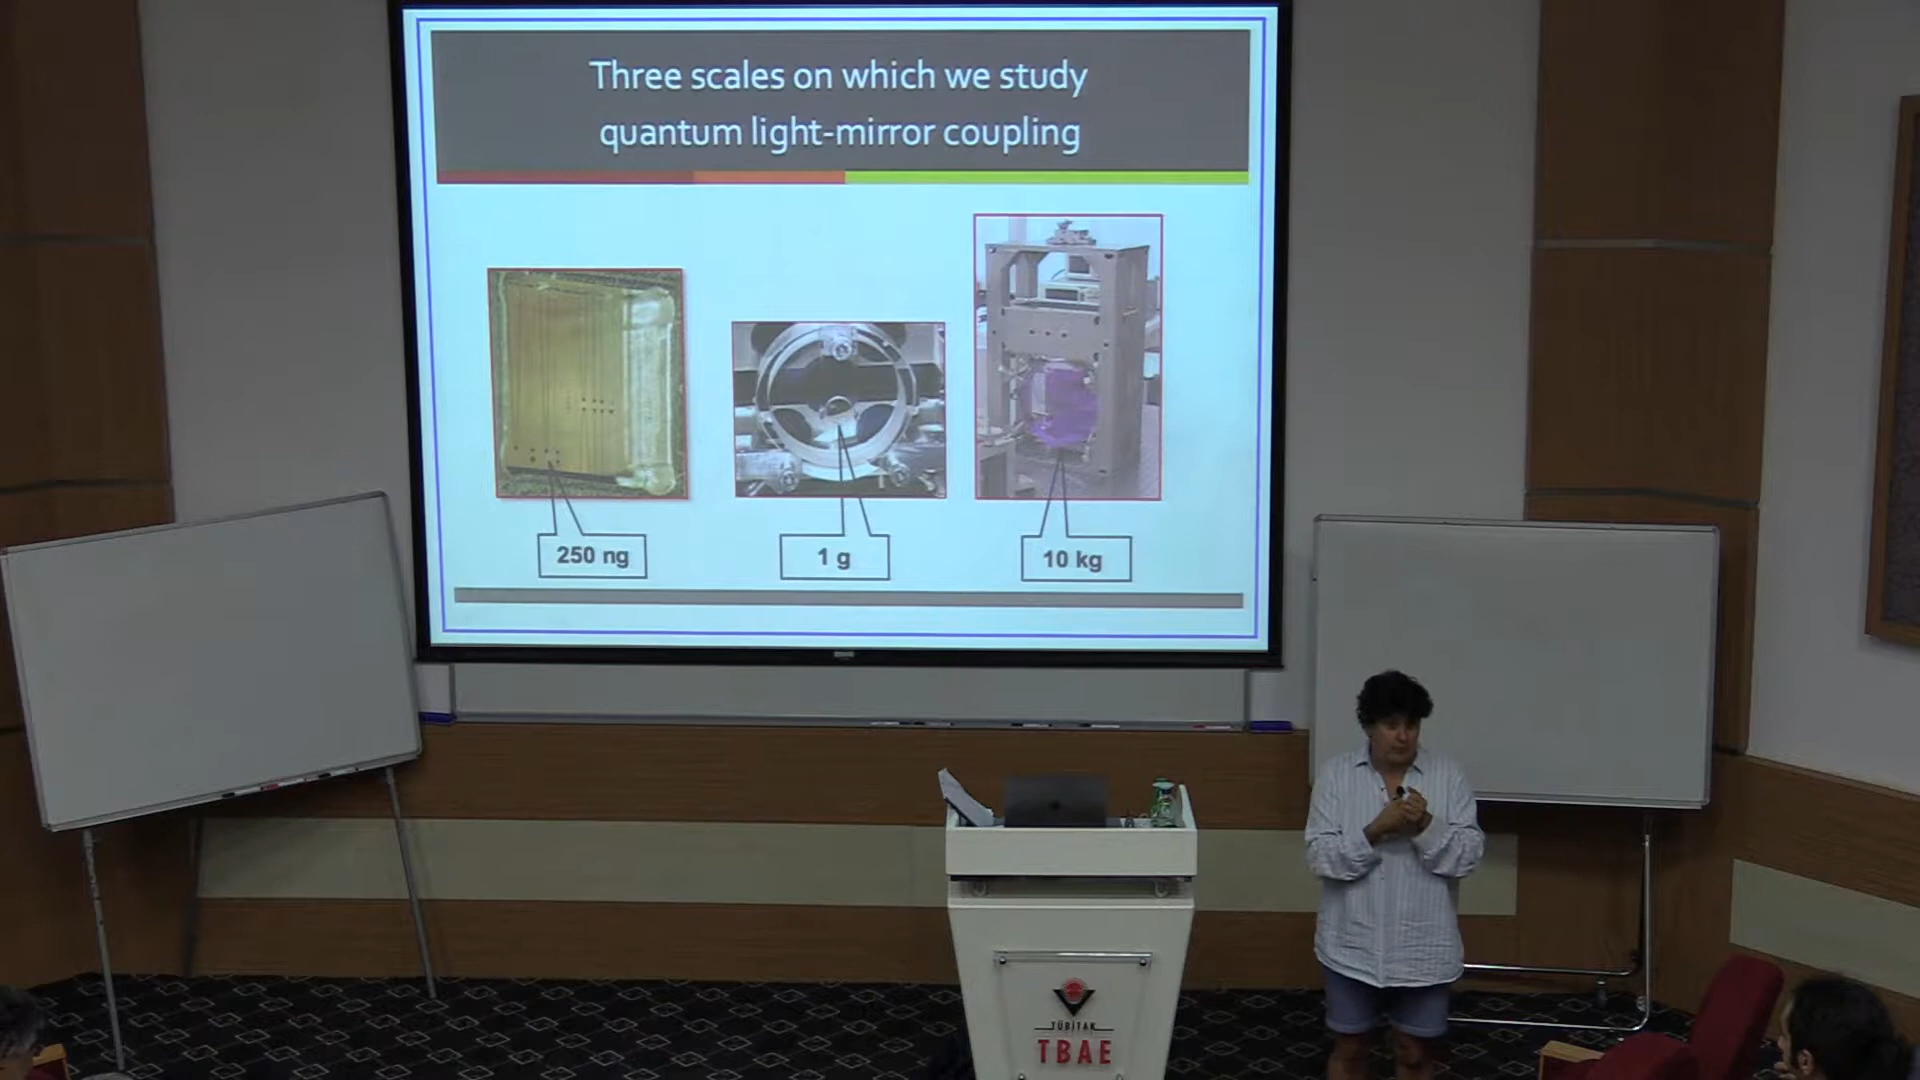 Three scales on which we study
quantum light-mirror coupling
250 ng
1 g
10 kg
TÜBİTAK
TBAE